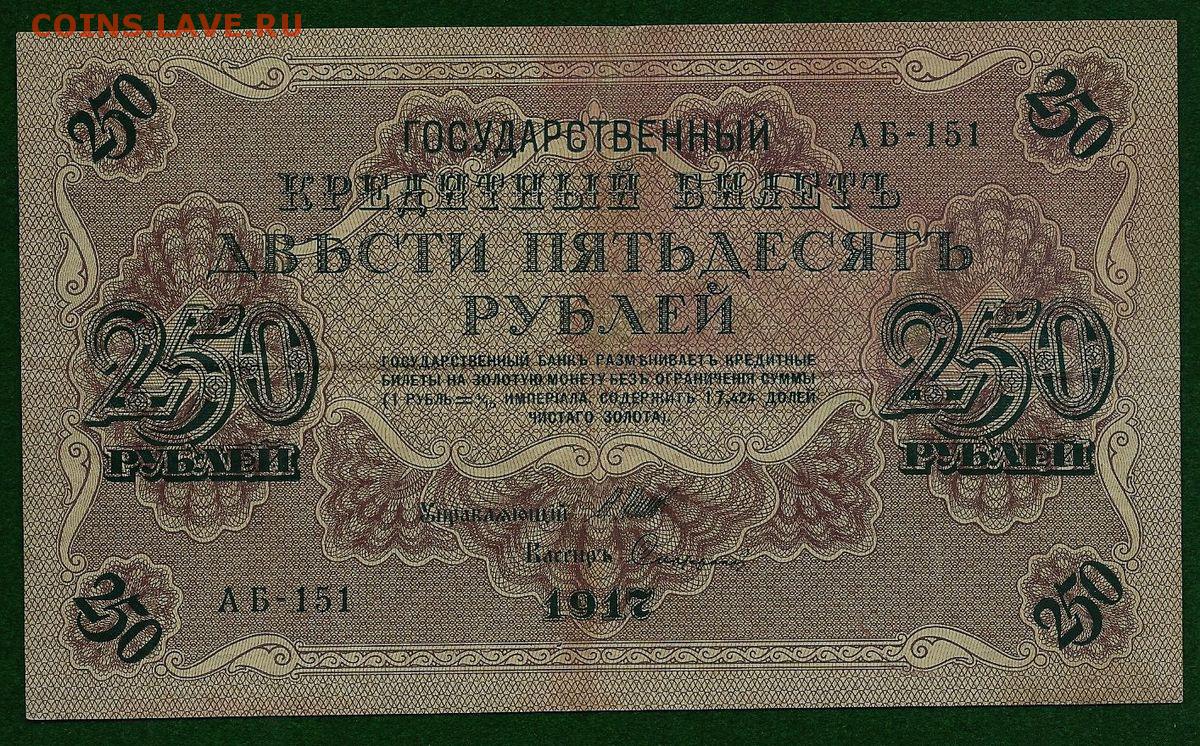 COINS.LAVE.RU
250 250
ГОСУДАРСТВЕННЫЙ АБ-151
КРЕДИТНЫЙ БИЛЕТЪ
ДВѢСТИ ПЯТЬДЕСЯТЪ
РУБЛЕЙ
250 РУБЛЕЙ
250 РУБЛЕЙ
ГОСУДАРСТВЕННЫЙ БАНКЪ РАЗМѢНИВАЕТЪ КРЕДИТНЫЕ
БИЛЕТЫ НА ЗОЛОТУЮ МОНЕТУ БЕЗЪ ОГРАНИЧЕНІЯ СУММЫ
(1 РУБЛЬ = 1/15 ИМПЕРІАЛА, СОДЕРЖИТЪ 17,424 ДОЛЕЙ
ЧИСТАГО ЗОЛОТА).
Управляющій
Кассиръ
АБ-151 1917
250 250